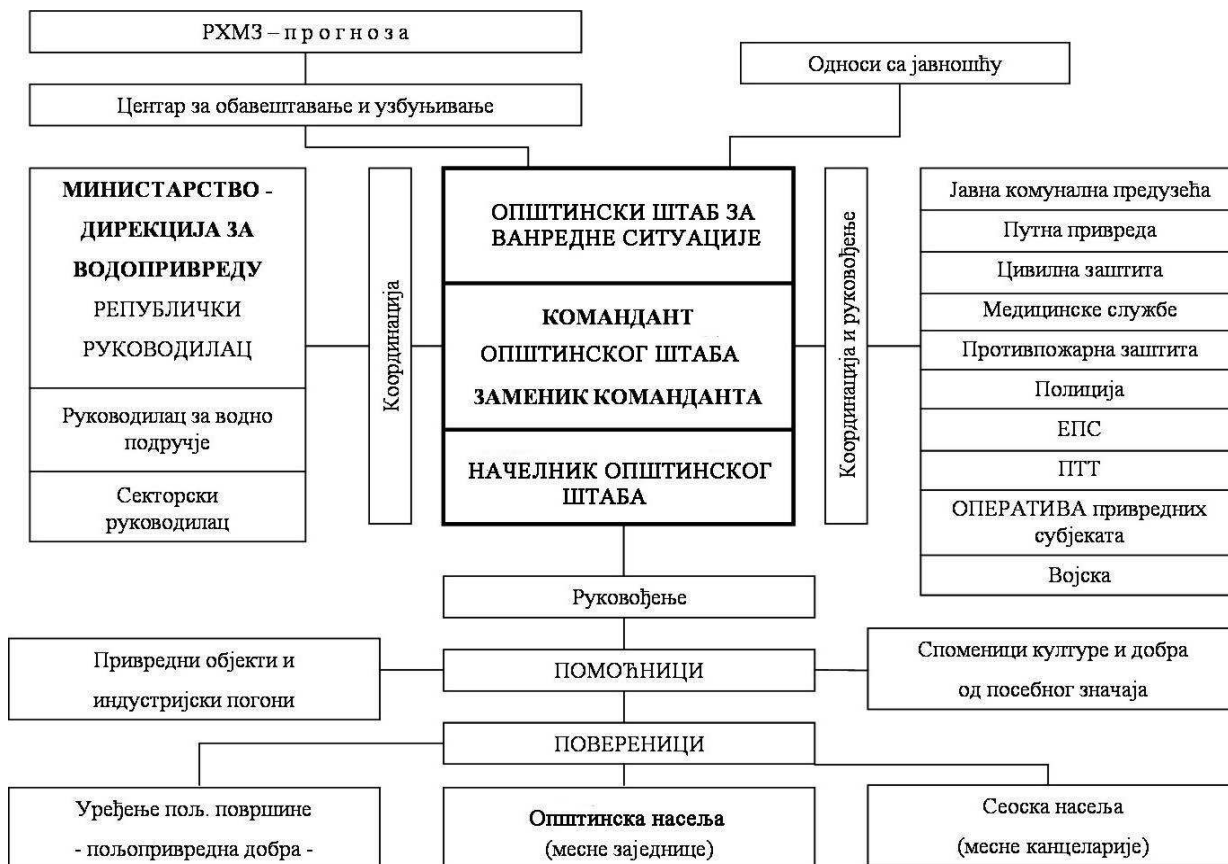 РХМЗ – п р о г н о з а
Односи са јавношћу
Центар за обавештавање и узбуњивање
МИНИСТАРСТВО -
ДИРЕКЦИЈА ЗА
ВОДОПРИВРЕДУ
РЕПУБЛИЧКИ
РУКОВОДИЛАЦ
Руководилац за водно
подручје
Секторски
руководилац
Координација
ОПШТИНСКИ ШТАБ ЗА
ВАНРЕДНЕ СИТУАЦИЈЕ
КОМАНДАНТ
ОПШТИНСКОГ ШТАБА
ЗАМЕНИК КОМАНДАНТА
НАЧЕЛНИК ОПШТИНСКОГ
ШТАБА
Координација и руковођење
Јавна комунална предузећа
Путна привреда
Цивилна заштита
Медицинске службе
Противпожарна заштита
Полиција
ЕПС
ПТТ
ОПЕРАТИВА привредних
субјеката
Војска
Руковођење
Привредни објекти и
индустријски погони
ПОМОЋНИЦИ
Споменици културе и добра
од посебног значаја
ПОВЕРЕНИЦИ
Уређење пољ. површине
- пољопривредна добра -
Општинска насеља
(месне заједнице)
Сеоска насеља
(месне канцеларије)